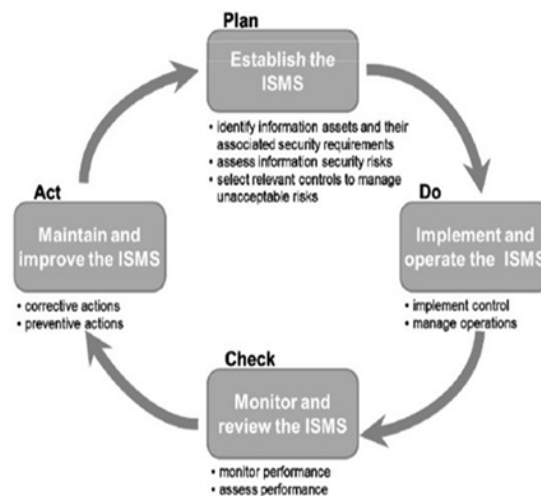 Plan
Establish the
ISMS
• identify information assets and their
associated security requirements
• assess information security risks
• select relevant controls to manage
unacceptable risks
Do
Implement and
operate the ISMS
• implement control
• manage operations
Check
Monitor and
review the ISMS
• monitor performance
• assess performance
Act
Maintain and
improve the ISMS
• corrective actions
• preventive actions